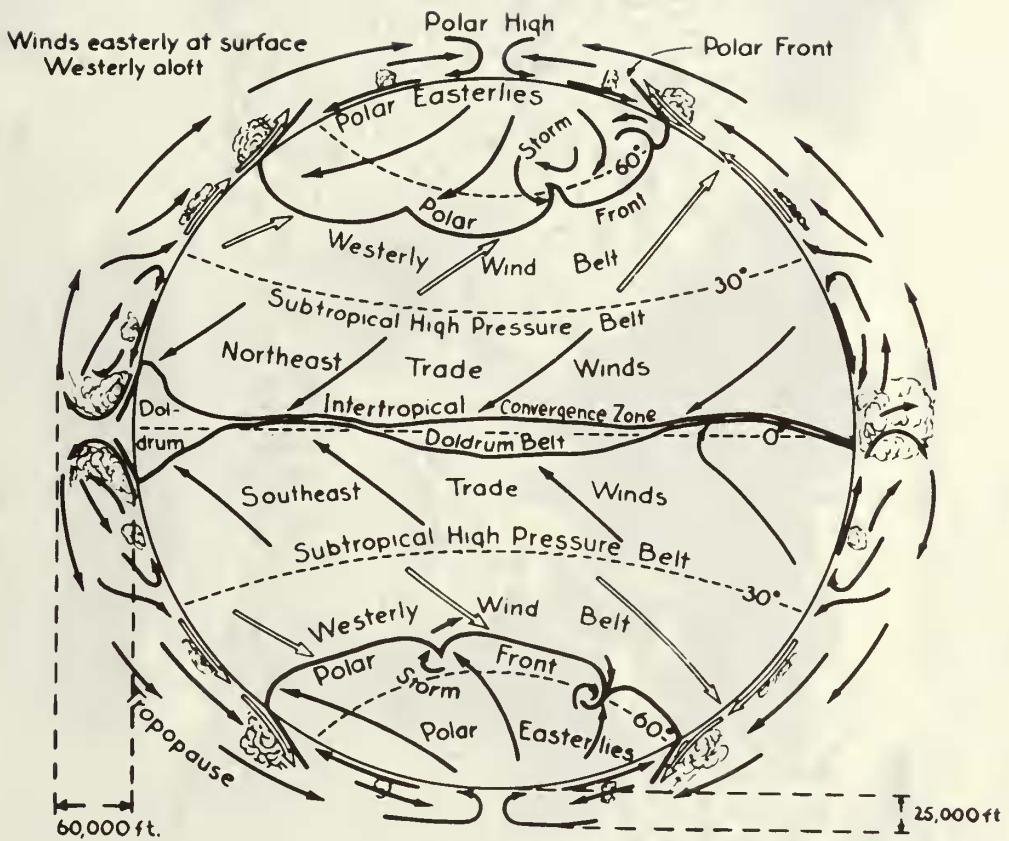 Polar High
Winds easterly at surface
Westerly aloft
Polar Front
Polar Easterlies
Storm
60°
Polar Front
Westerly Wind Belt
30°
Subtropical High Pressure Belt
Northeast Trade Winds
Intertropical Convergence Zone
Dol-
drum
Doldrum Belt
0°
Southeast Trade Winds
Subtropical High Pressure Belt
30°
Westerly Wind Belt
Polar Front
Storm
60°
Polar Easterlies
Tropopause
60,000 ft.
25,000 ft